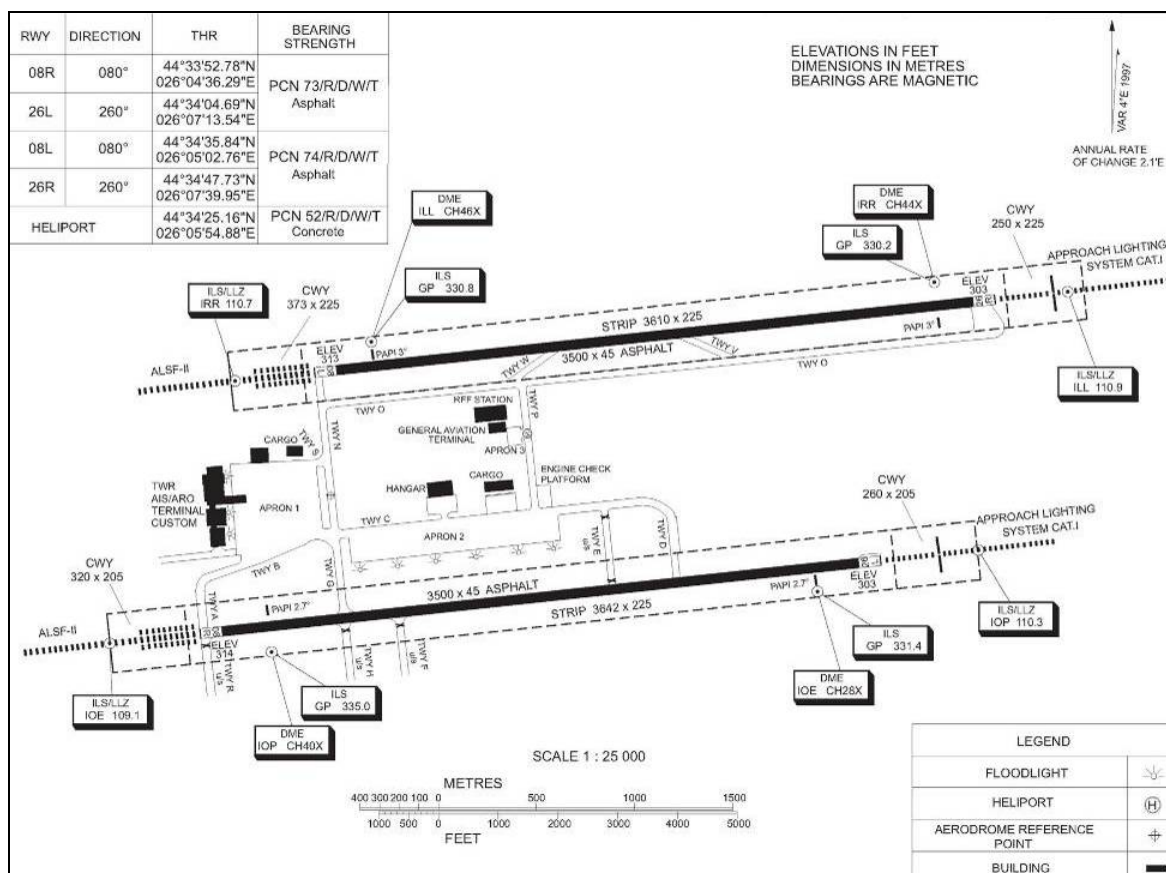 RWY DIRECTION THR BEARING STRENGTH
08R 080° 44°33'52.78"N 026°04'36.29"E PCN 73/R/D/W/T Asphalt
26L 260° 44°34'04.69"N 026°07'13.54"E
08L 080° 44°34'35.84"N 026°05'02.76"E PCN 74/R/D/W/T Asphalt
26R 260° 44°34'47.73"N 026°07'39.95"E
HELIPORT 44°34'25.16"N 026°05'54.88"E PCN 52/R/D/W/T Concrete
ELEVATIONS IN FEET
DIMENSIONS IN METRES
BEARINGS ARE MAGNETIC
VAR 4°E 1997
ANNUAL RATE
OF CHANGE 2.1'E
DME
ILL CH46X
ILS
GP 330.8
DME
IRR CH44X
ILS
GP 330.2
CWY
250 x 225
APPROACH LIGHTING
SYSTEM CAT.I
ILS/LLZ
IRR 110.7
CWY
373 x 225
ELEV
303
ELEV
313
PAPI 3°
STRIP 3610 x 225
3500 x 45 ASPHALT
PAPI 3°
ALSF-II
TWY W
TWY V
TWY O
ILS/LLZ
ILL 110.9
TWY O
TWY N
TWY S
TWY P
RFF STATION
GENERAL AVIATION
TERMINAL
APRON 3
CARGO
TWR
AIS/ARO
TERMINAL
CUSTOM
APRON 1
HANGAR
CARGO
ENGINE CHECK
PLATFORM
TWY C
APRON 2
CWY
260 x 205
APPROACH LIGHTING
SYSTEM CAT.I
CWY
320 x 205
TWY B
TWY G
u/s
TWY E
u/s
TWY D
TWY A
PAPI 2.7°
3500 x 45 ASPHALT
STRIP 3642 x 225
PAPI 2.7°
ELEV
303
ALSF-II
ELEV
314
TWY R
u/s
TWY H
u/s
TWY F
u/s
ILS/LLZ
IOP 110.3
ILS
GP 331.4
DME
IOE CH28X
ILS/LLZ
IOE 109.1
ILS
GP 335.0
DME
IOP CH40X
SCALE 1 : 25 000
METRES
400 300 200 100 0 500 1000 1500
1000 500 0 1000 2000 3000 4000 5000
FEET
LEGEND
FLOODLIGHT
HELIPORT H
AERODROME REFERENCE
POINT
BUILDING